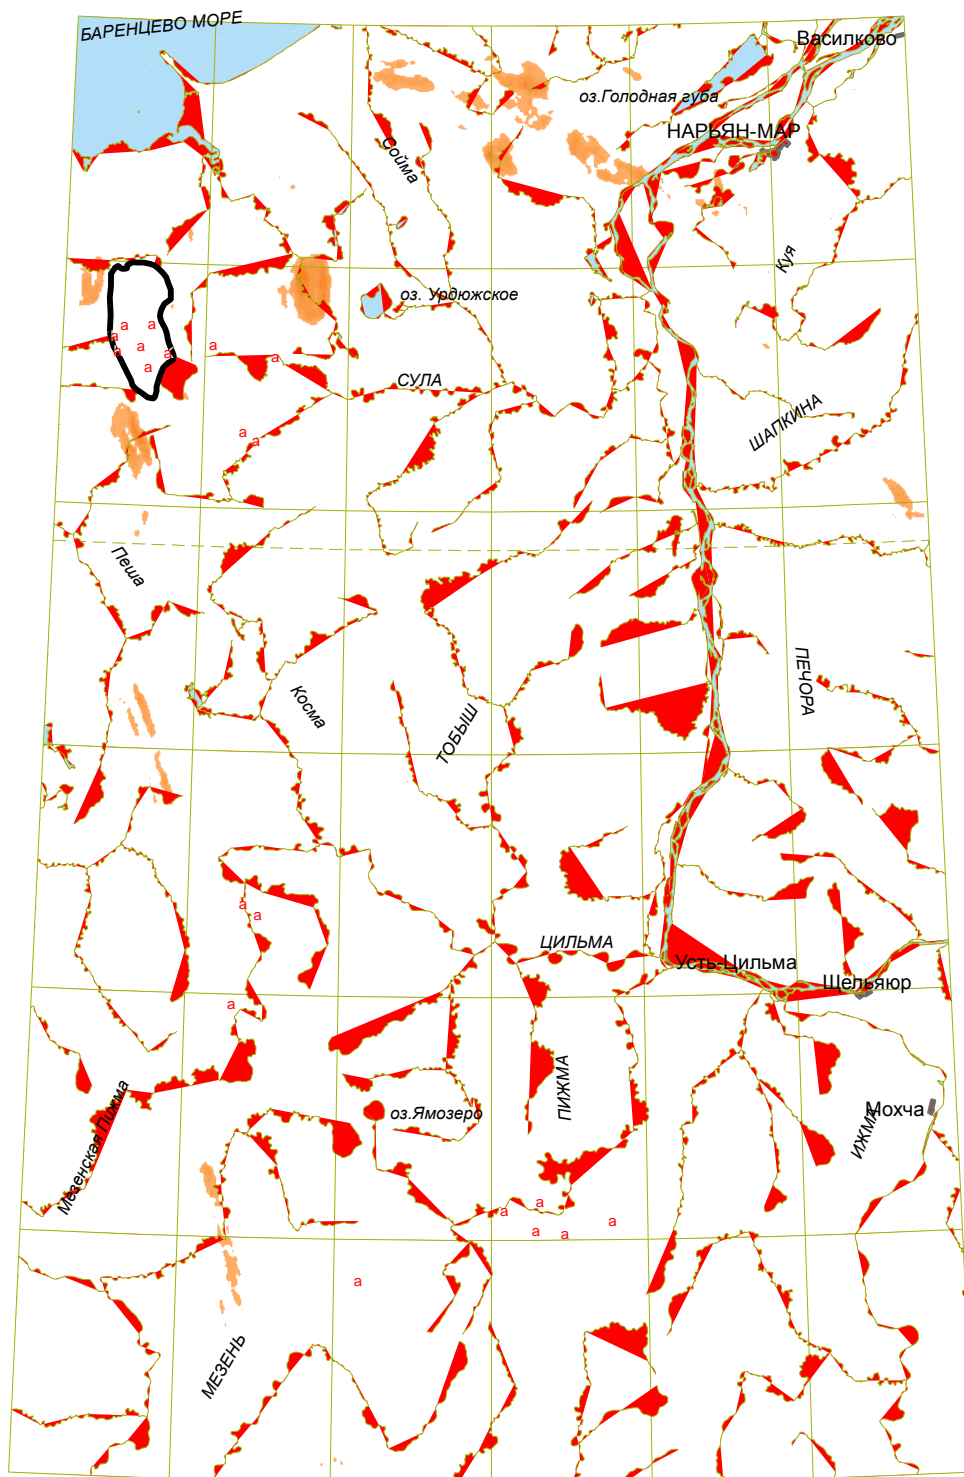 БАРЕНЦЕВО МОРЕ
Василково
оз.Голодная губа
НАРЬЯН-МАР
Сойма
Куя
оз. Урдюжское
а
а
а
а
а
а
а
а
а
СУЛА
ШАПКИНА
а
а
Пеша
ПЕЧОРА
Косма
ТОБЫШ
а
а
ЦИЛЬМА
Усть-Цильма
Щельяюр
а
Мезенская Пижма
оз.Ямозеро
ПИЖМА
Мохча
ИЖМА
а
а
а
а
а
а
МЕЗЕНЬ